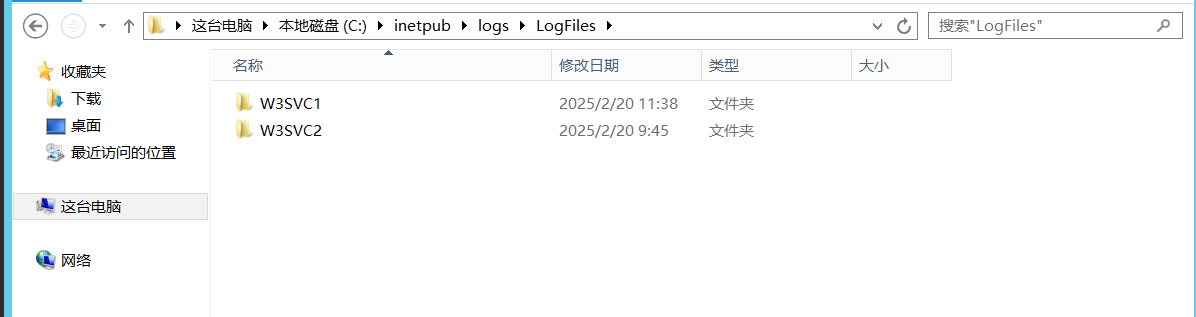 这台电脑 本地磁盘 (C:) inetpub logs LogFiles 搜索"LogFiles"
收藏夹
下载
桌面
最近访问的位置
这台电脑
网络
名称 修改日期 类型 大小
W3SVC1 2025/2/20 11:38 文件夹
W3SVC2 2025/2/20 9:45 文件夹